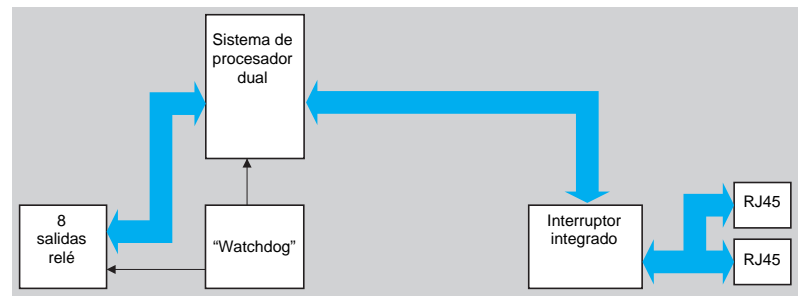 Sistema de
procesador
dual
8
salidas
relé
“Watchdog”
Interruptor
integrado
RJ45
RJ45